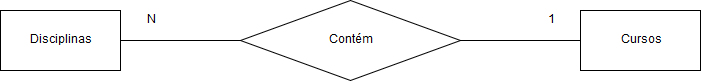 N
1
Disciplinas
Contém
Cursos